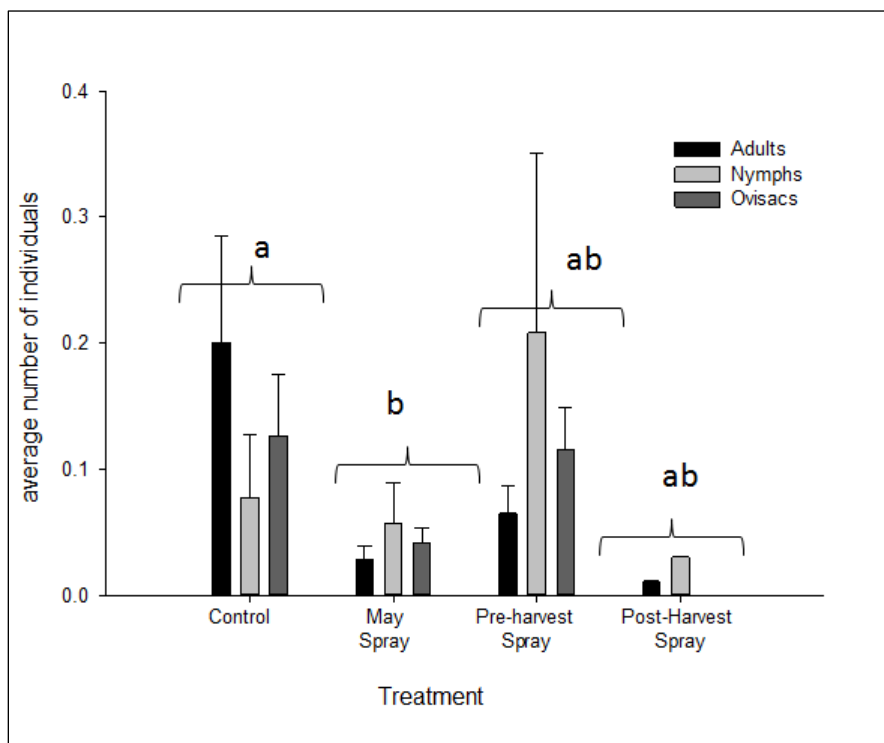 average number of individuals
0.4
0.3
0.2
0.1
0.0
Adults
Nymphs
Ovisacs
a
b
ab
ab
Control
May
Spray
Pre-harvest
Spray
Post-Harvest
Spray
Treatment